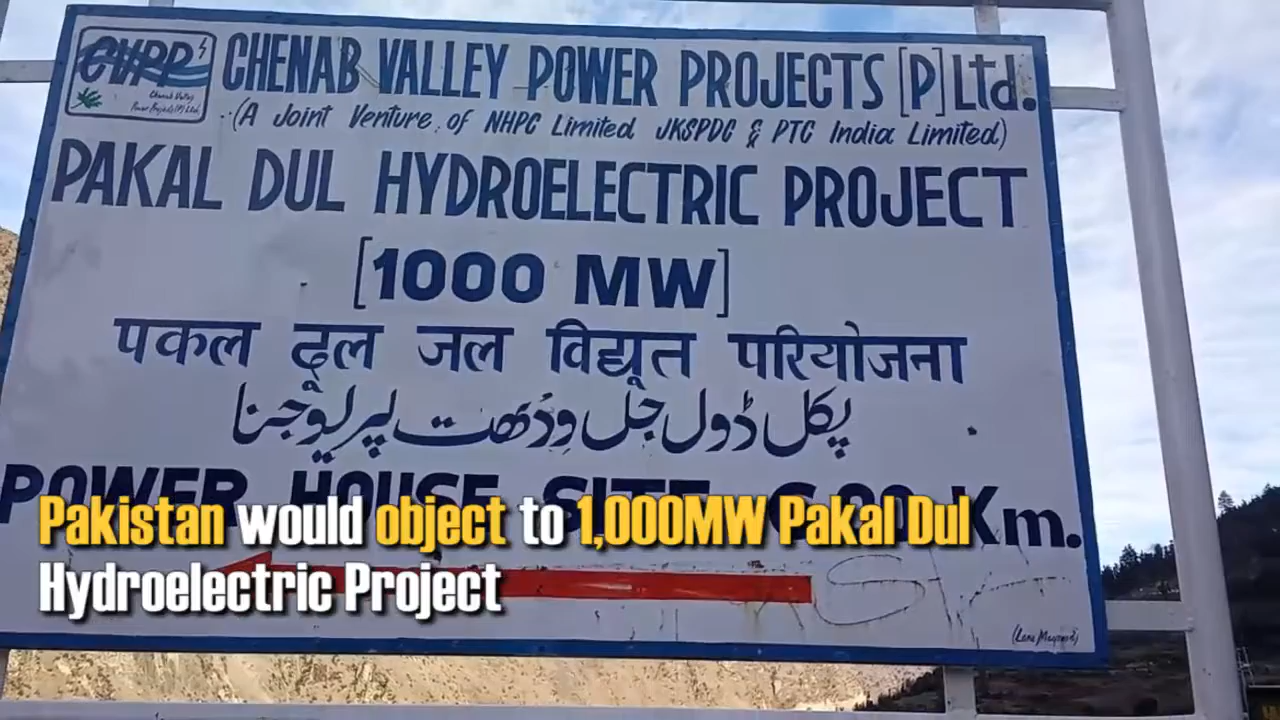 CVPP
Chenab Valley
Power Projects (P) Ltd.
CHENAB VALLEY POWER PROJECTS [P] Ltd.
(A Joint Venture of NHPC Limited JKSPDC & PTC India Limited)
PAKAL DUL HYDROELECTRIC PROJECT
[1000 MW]
पकल दूल जल विद्यूत परियोजना
پکل ڈول جل وِدُھت پریوجنا
POWER HOUSE SITE Km.
Pakistan would object to 1,000MW Pakal Dul
Hydroelectric Project